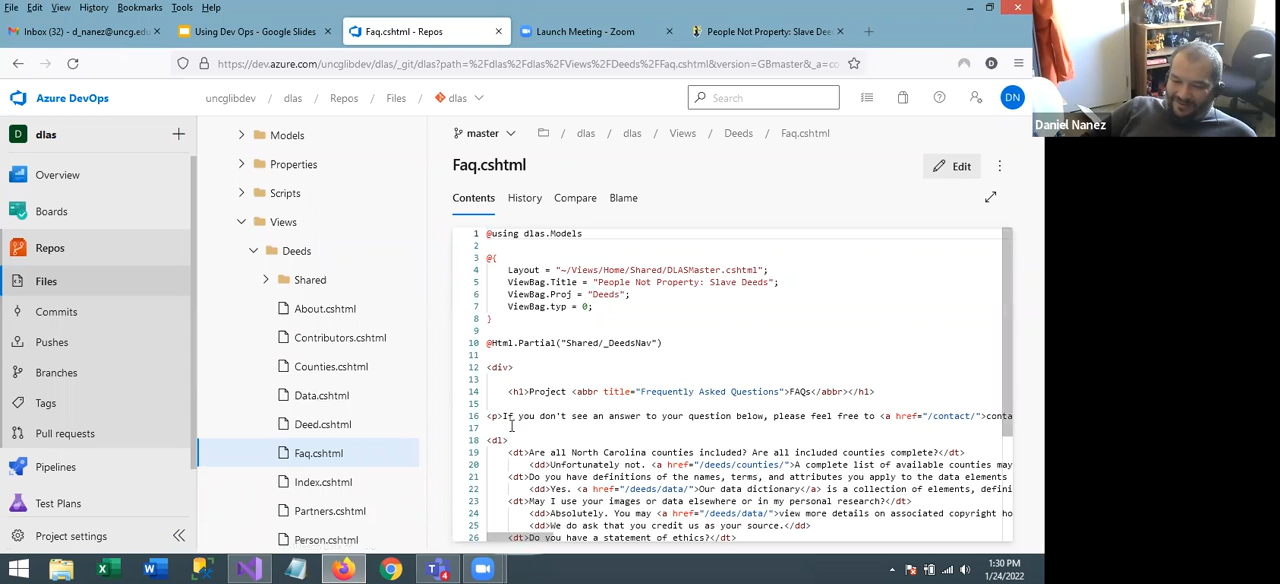 File Edit View History Bookmarks Tools Help
Inbox (32) - d_nanez@uncg.edu
Using Dev Ops - Google Slides
Faq.cshtml - Repos
Launch Meeting - Zoom
People Not Property: Slave Dee
https://dev.azure.com/uncglibdev/dlas/_git/dlas?path=%2Fdlas%2Fdlas%2FViews%2FDeeds%2FFaq.cshtml&version=GBmaster&_a=co
D
Daniel Nanez
Azure DevOps
uncglibdev / dlas / Repos / Files / dlas
Search
DN
D dlas
Overview
Boards
Repos
Files
Commits
Pushes
Branches
Tags
Pull requests
Pipelines
Test Plans
Project settings
Models
Properties
Scripts
Views
Deeds
Shared
About.cshtml
Contributors.cshtml
Counties.cshtml
Data.cshtml
Deed.cshtml
Faq.cshtml
Index.cshtml
Partners.cshtml
Person.cshtml
master / dlas / dlas / Views / Deeds / Faq.cshtml
Faq.cshtml
Edit
Contents History Compare Blame
1 @using dlas.Models
2
3 @{
4 Layout = "~/Views/Home/Shared/DLASMaster.cshtml";
5 ViewBag.Title = "People Not Property: Slave Deeds";
6 ViewBag.Proj = "Deeds";
7 ViewBag.typ = 0;
8 }
9
10 @Html.Partial("Shared/_DeedsNav")
11
12 <div>
13
14 <h1>Project <abbr title="Frequently Asked Questions">FAQs</abbr></h1>
15
16 <p>If you don't see an answer to your question below, please feel free to <a href="/contact/">conta
17
18 <dl>
19 <dt>Are all North Carolina counties included? Are all included counties complete?</dt>
20 <dd>Unfortunately not. <a href="/deeds/counties/">A complete list of available counties may
21 <dt>Do you have definitions of the names, terms, and attributes you apply to the data elements
22 <dd>Yes. <a href="/deeds/data/">Our data dictionary</a> is a collection of elements, defini
23 <dt>May I use your images or data elsewhere or in my personal research?</dt>
24 <dd>Absolutely. You may <a href="/deeds/data/">view more details on associated copyright ho
25 <dd>We do ask that you credit us as your source.</dd>
26 <dt>Do you have a statement of ethics?</dt>
4
1:30 PM
1/24/2022